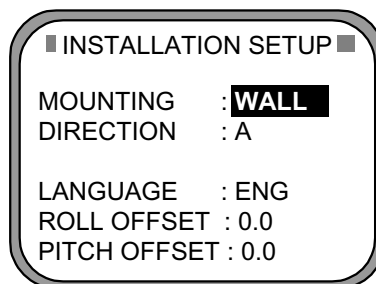 INSTALLATION SETUP
MOUNTING : WALL
DIRECTION : A
LANGUAGE : ENG
ROLL OFFSET : 0.0
PITCH OFFSET : 0.0